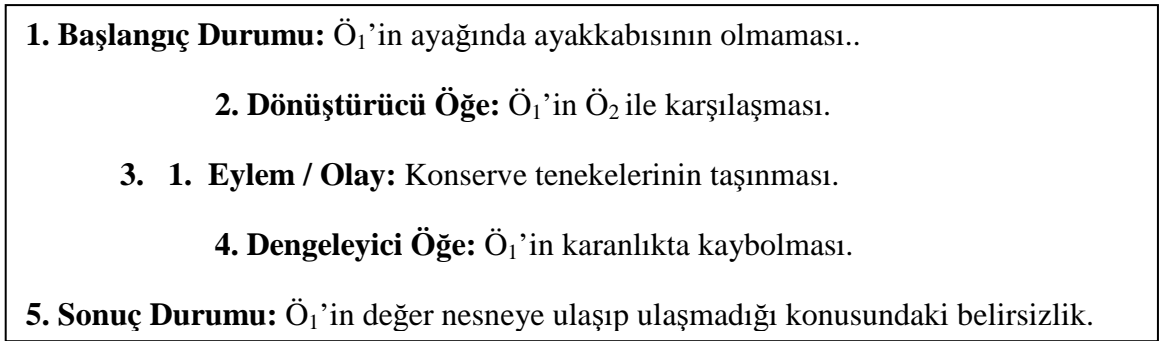 1. Başlangıç Durumu: Ö₁’in ayağında ayakkabısının olmaması..
2. Dönüştürücü Öğe: Ö₁’in Ö₂ ile karşılaşması.
3. 1. Eylem / Olay: Konserve tenekelerinin taşınması.
4. Dengeleyici Öğe: Ö₁’in karanlıkta kaybolması.
5. Sonuç Durumu: Ö₁’in değer nesneye ulaşıp ulaşmadığı konusundaki belirsizlik.